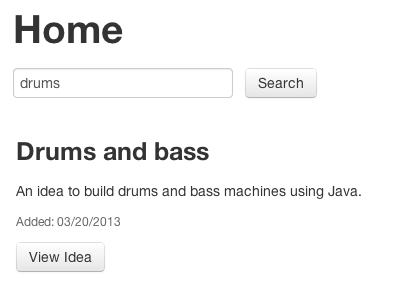 Home
drums
Search
Drums and bass
An idea to build drums and bass machines using Java.
Added: 03/20/2013
View Idea